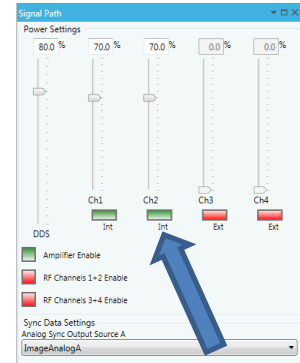 Signal Path
Power Settings
80.0 % 70.0 % 70.0 % 0.0 % 0.0 %
Ch1 Ch2 Ch3 Ch4
DDS Int Int Ext Ext
Amplifier Enable
RF Channels 1+2 Enable
RF Channels 3+4 Enable
Sync Data Settings
Analog Sync Output Source A
ImageAnalogA